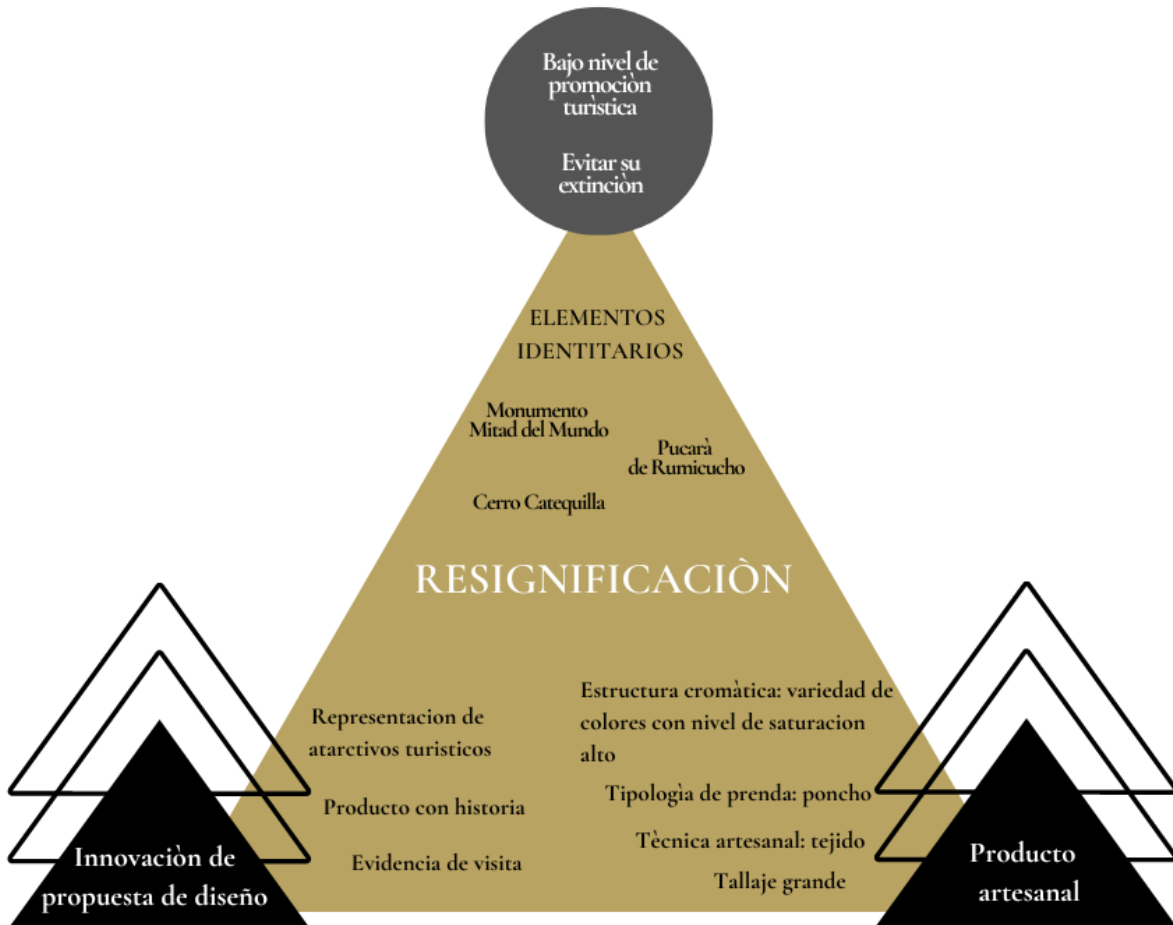 Bajo nivel de
promociòn
turìstica
Evitar su
extinciòn
ELEMENTOS
IDENTITARIOS
Monumento
Mitad del Mundo
Pucarà
de Rumicucho
Cerro Catequilla
RESIGNIFICACIÒN
Representacion de
atarctivos turisticos
Producto con historia
Evidencia de visita
Estructura cromàtica: variedad de
colores con nivel de saturacion
alto
Tipologìa de prenda: poncho
Tècnica artesanal: tejido
Tallaje grande
Innovaciòn de
propuesta de diseño
Producto
artesanal